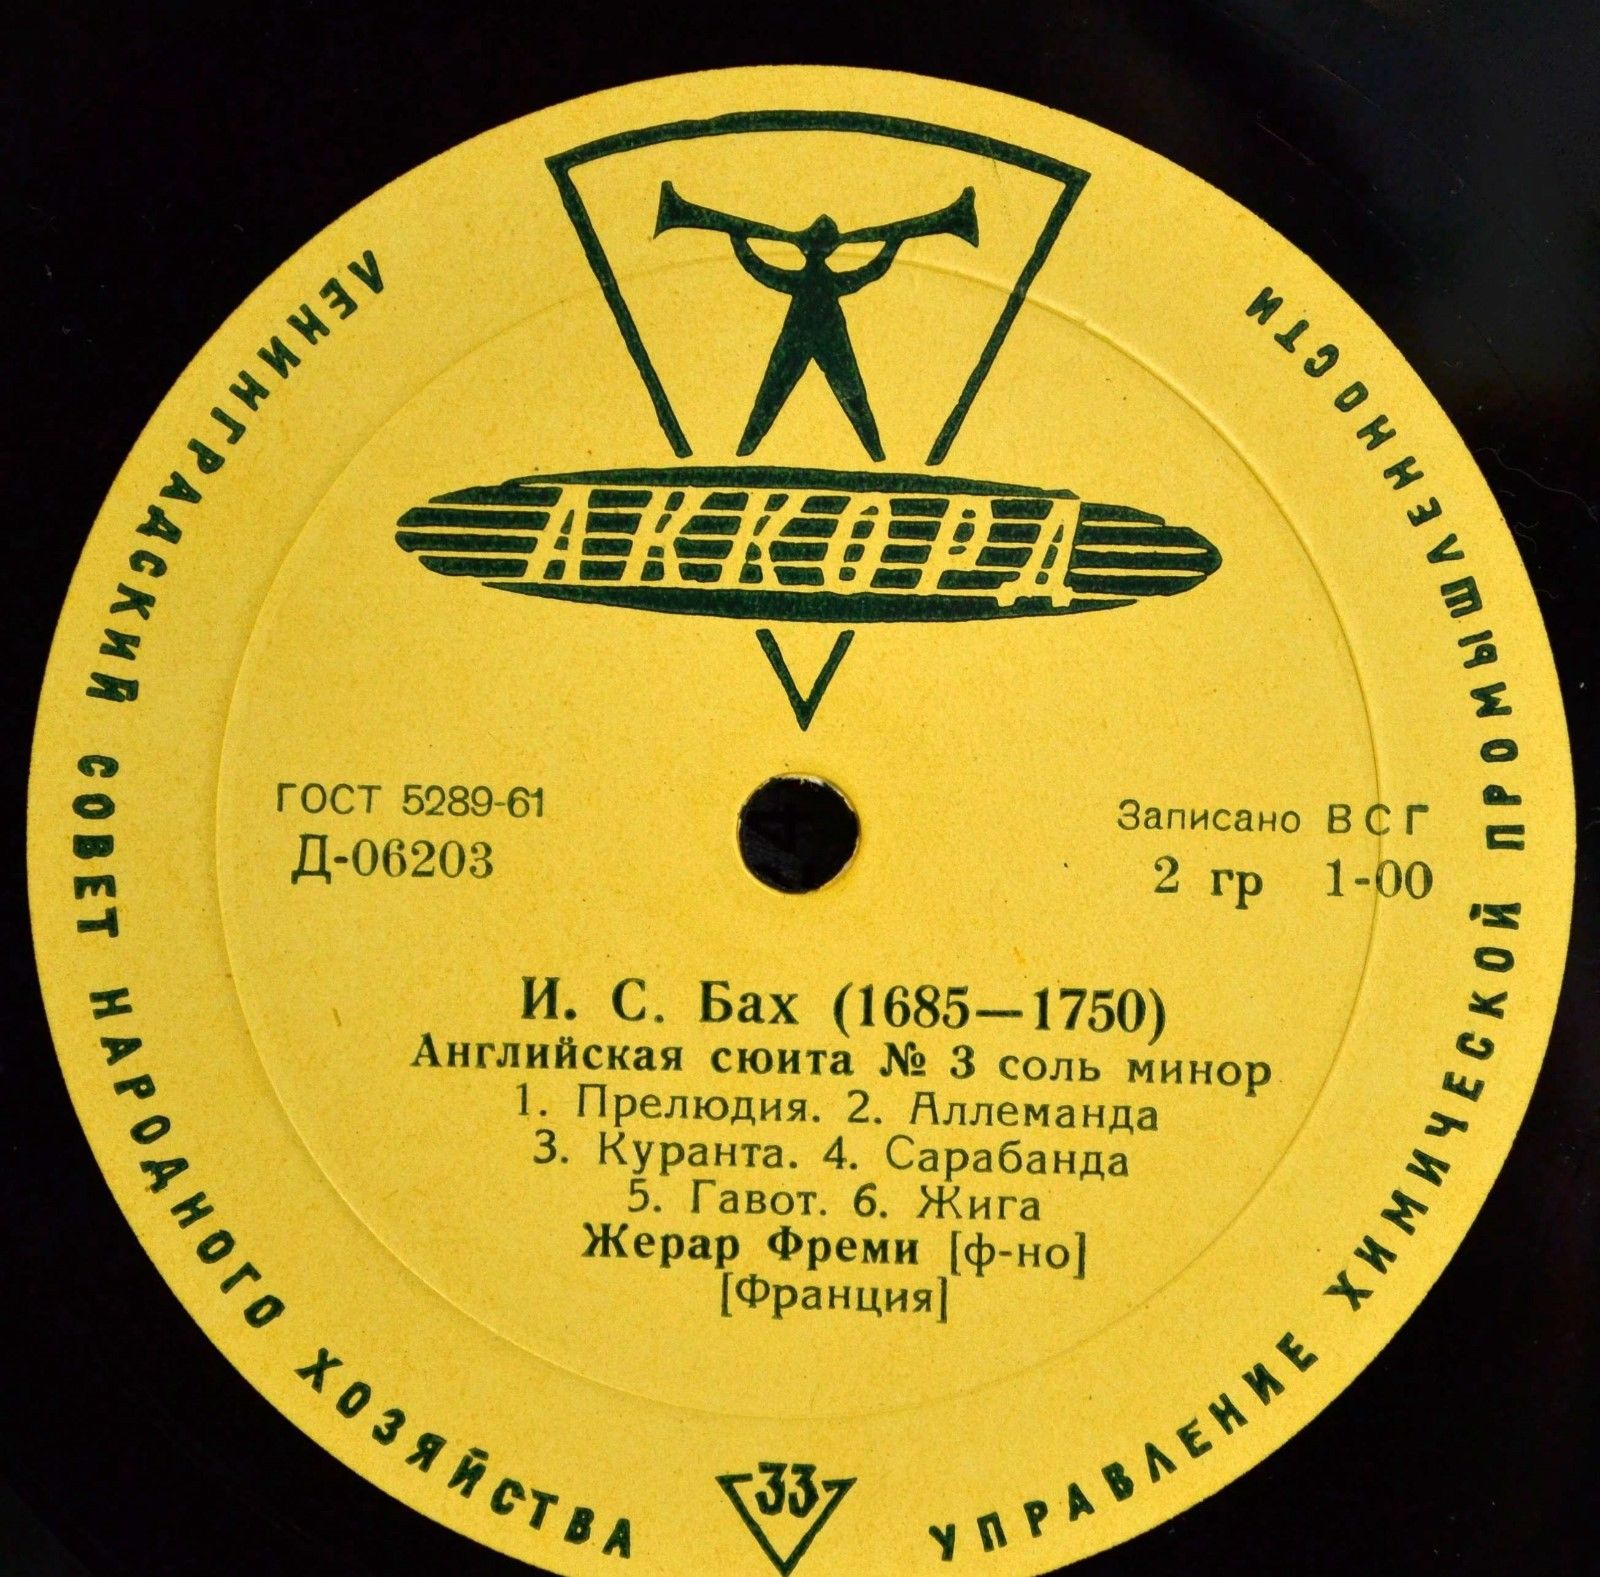 АККОРД
ГОСТ 5289-61
Д-06203
Записано ВСГ
2 гр 1-00
И. С. Бах (1685—1750)
Английская сюита № 3 соль минор
1. Прелюдия. 2. Аллеманда
3. Куранта. 4. Сарабанда
5. Гавот. 6. Жига
Жерар Фреми [ф-но]
[Франция]
33
ЛЕНИНГРАДСКИЙ СОВЕТ НАРОДНОГО ХОЗЯЙСТВА
УПРАВЛЕНИЕ ХИМИЧЕСКОЙ ПРОМЫШЛЕННОСТИ